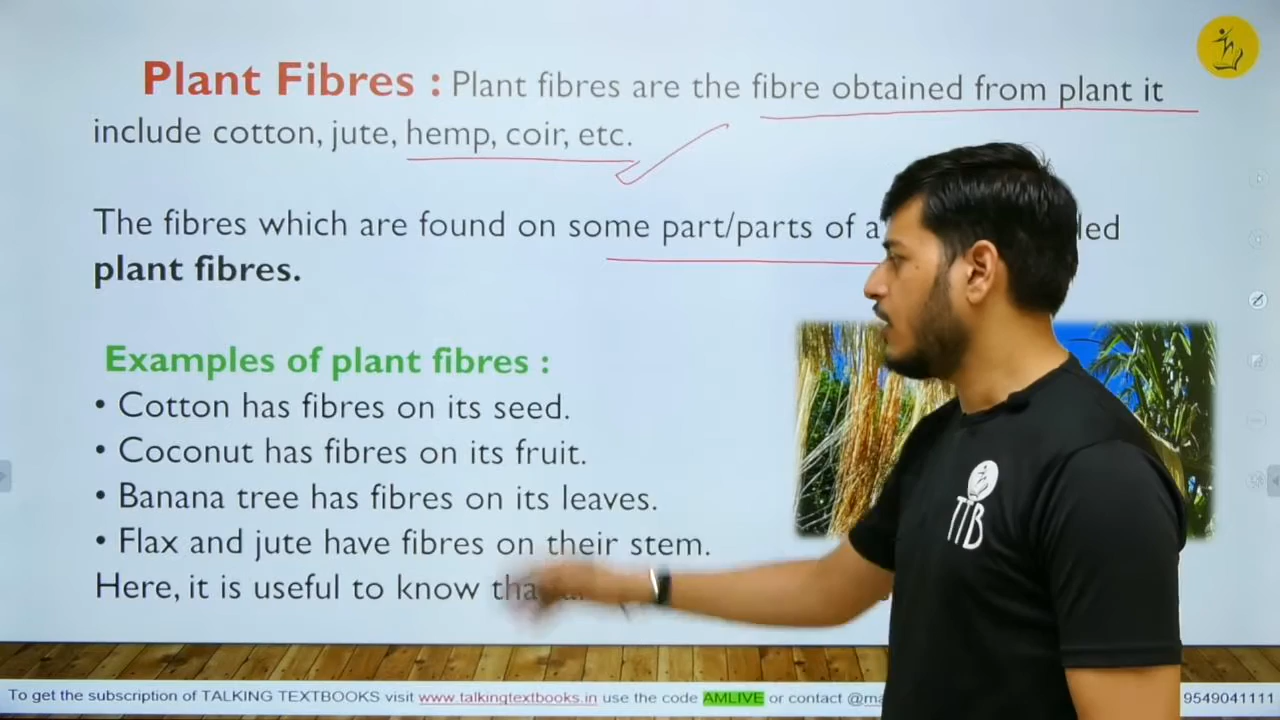 Plant Fibres : Plant fibres are the fibre obtained from plant it
include cotton, jute, hemp, coir, etc.
The fibres which are found on some part/parts of a
plant fibres.
Examples of plant fibres :
• Cotton has fibres on its seed.
• Coconut has fibres on its fruit.
• Banana tree has fibres on its leaves.
• Flax and jute have fibres on their stem.
Here, it is useful to know
TTB
To get the subscription of TALKING TEXTBOOKS visit www.talkingtextbooks.in use the code AMLIVE or contact 9549041111